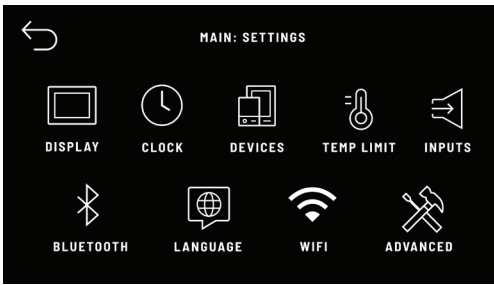 MAIN: SETTINGS
DISPLAY CLOCK DEVICES TEMP LIMIT INPUTS
BLUETOOTH LANGUAGE WIFI ADVANCED